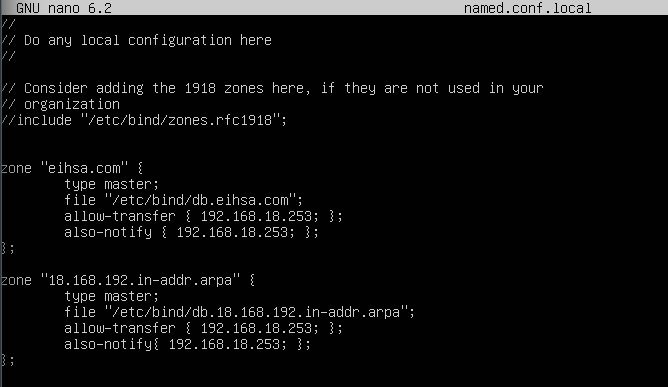 GNU nano 6.2 named.conf.local
//
// Do any local configuration here
//
// Consider adding the 1918 zones here, if they are not used in your
// organization
//include "/etc/bind/zones.rfc1918";
zone "eihsa.com" {
type master;
file "/etc/bind/db.eihsa.com";
allow-transfer { 192.168.18.253; };
also-notify { 192.168.18.253; };
};
zone "18.168.192.in-addr.arpa" {
type master;
file "/etc/bind/db.18.168.192.in-addr.arpa";
allow-transfer { 192.168.18.253; };
also-notify{ 192.168.18.253; };
};